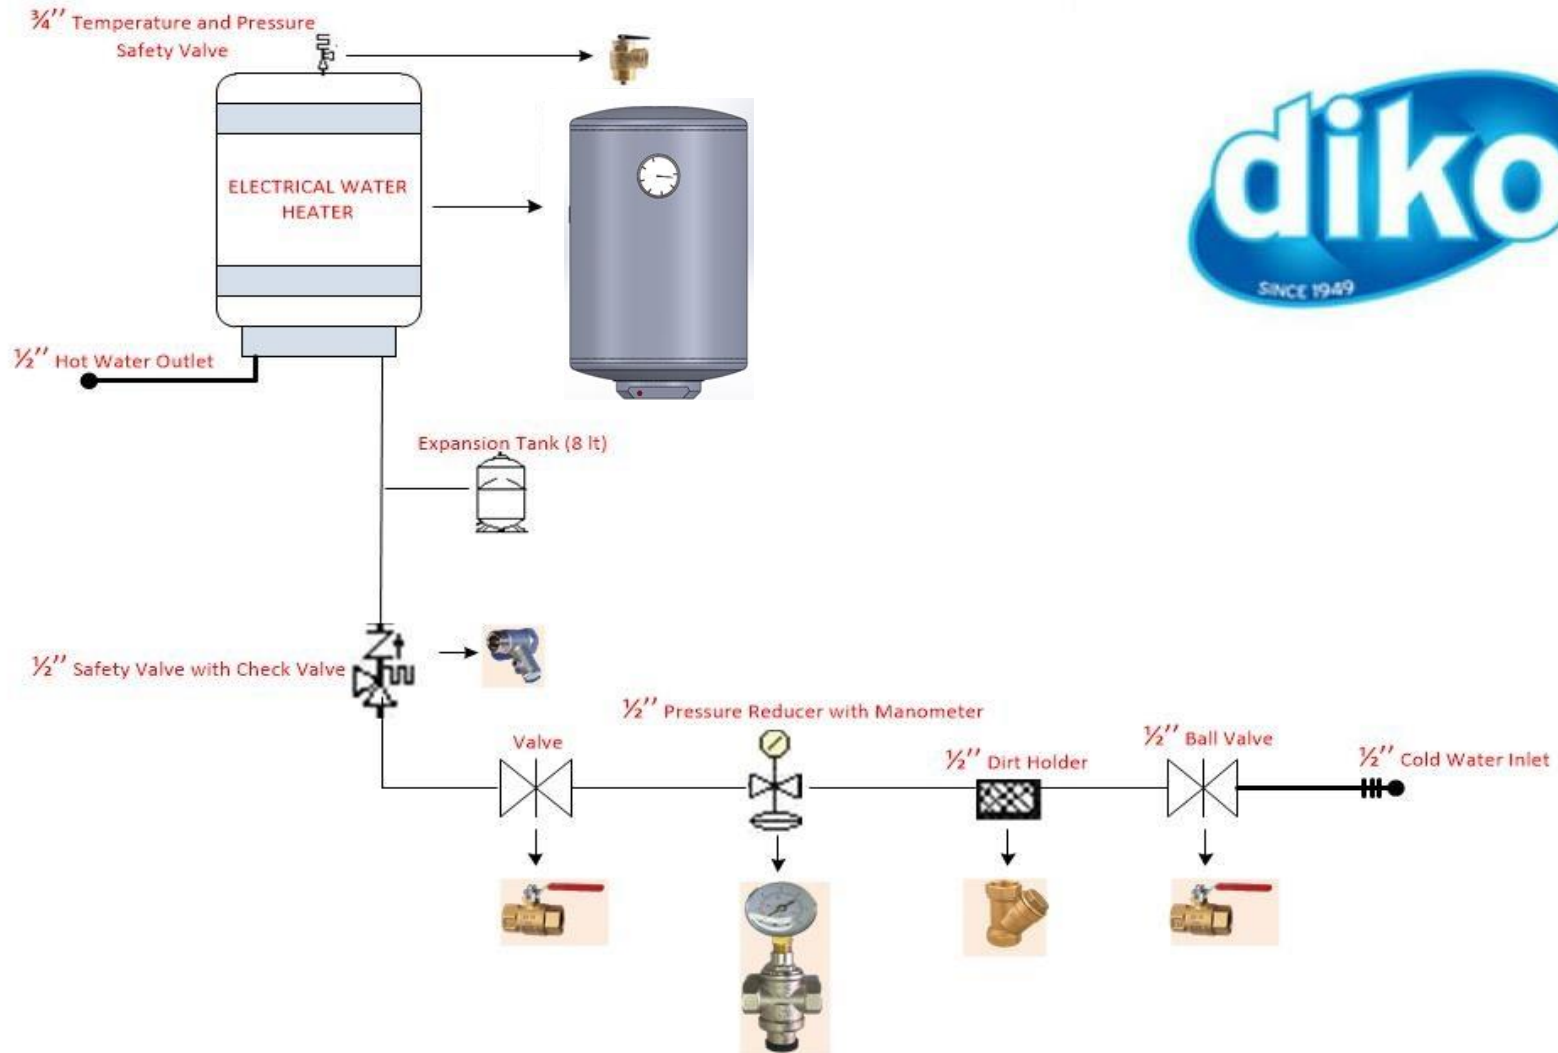 ¾’’ Temperature and Pressure
Safety Valve
ELECTRICAL WATER
HEATER
diko
SINCE 1949
½’’ Hot Water Outlet
Expansion Tank (8 lt)
½’’ Safety Valve with Check Valve
½’’ Pressure Reducer with Manometer
Valve
½’’ Dirt Holder
½’’ Ball Valve
½’’ Cold Water Inlet